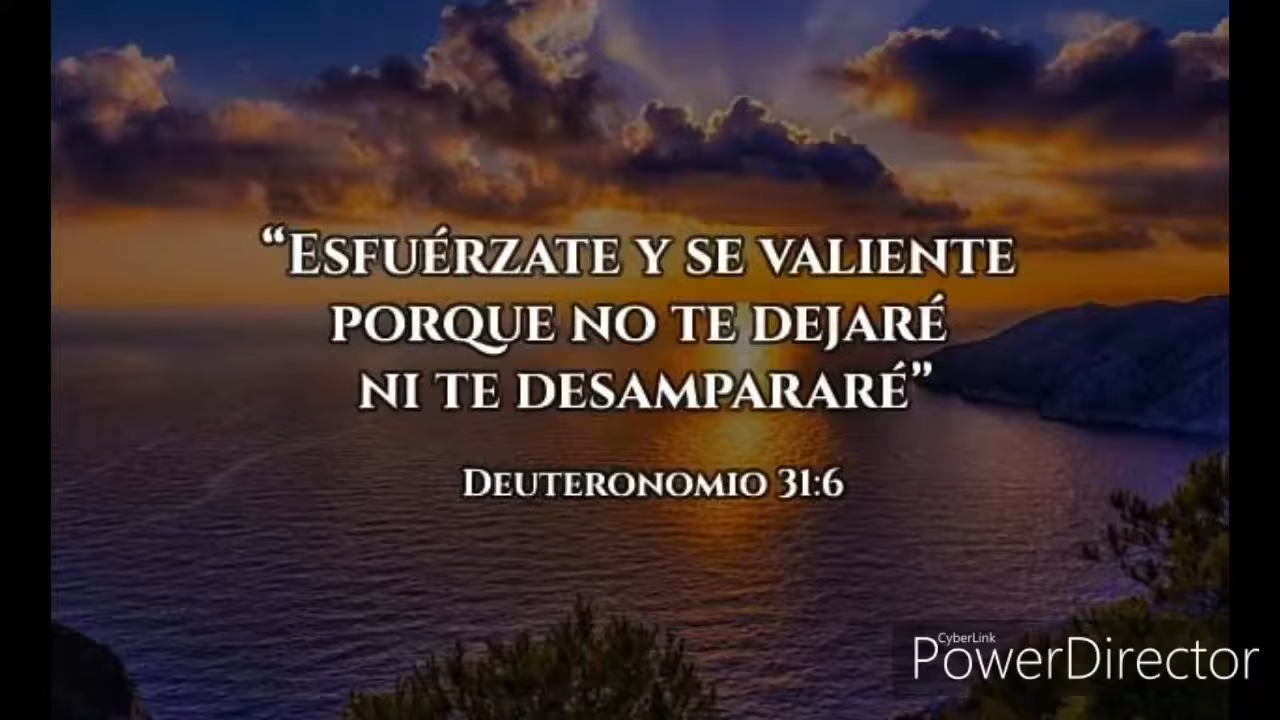 “Esfuérzate y se valiente
porque no te dejaré
ni te desampararé”
Deuteronomio 31:6
CyberLink
PowerDirector